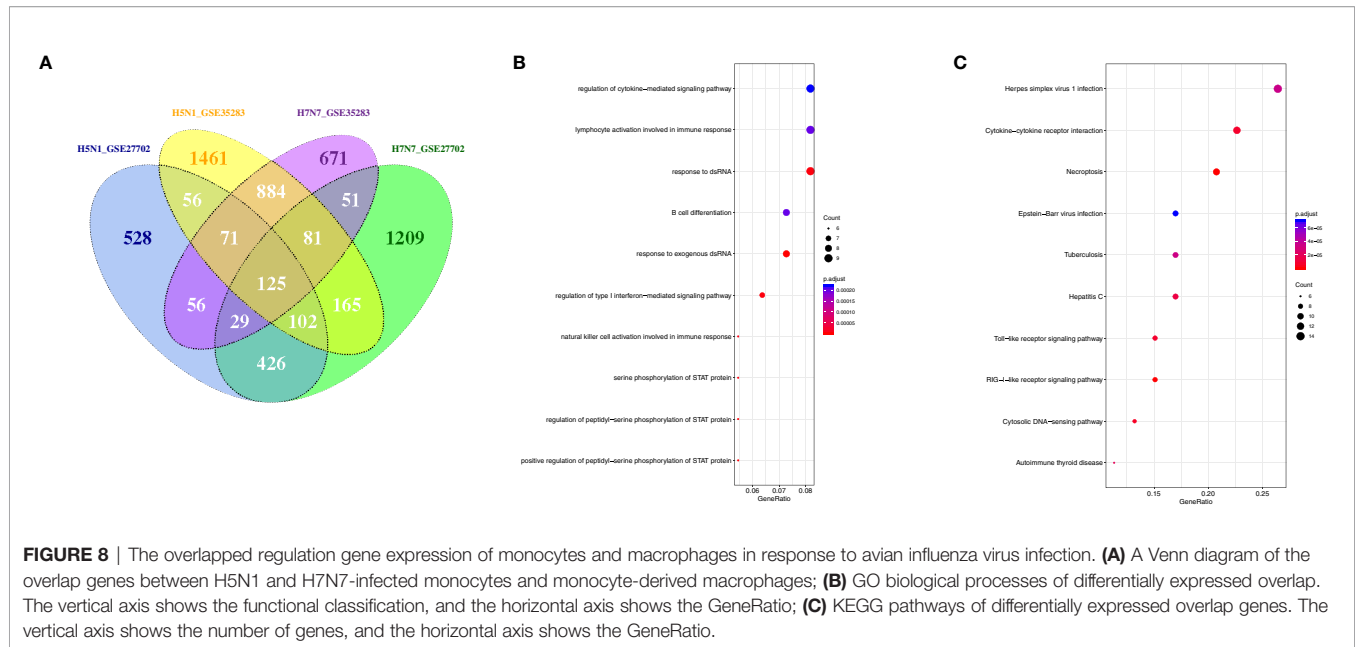 A
H5N1_GSE35283
H7N7_GSE35283
H5N1_GSE27702
H7N7_GSE27702
1461
671
56
884
51
528
71
81
1209
125
56
165
29
102
426
B
regulation of cytokine−mediated signaling pathway
lymphocyte activation involved in immune response
response to dsRNA
B cell differentiation
response to exogenous dsRNA
regulation of type I interferon−mediated signaling pathway
natural killer cell activation involved in immune response
serine phosphorylation of STAT protein
regulation of peptidyl−serine phosphorylation of STAT protein
positive regulation of peptidyl−serine phosphorylation of STAT protein
0.06 0.07 0.08
GeneRatio
Count
6
7
8
9
p.adjust
0.00020
0.00015
0.00010
0.00005
C
Herpes simplex virus 1 infection
Cytokine−cytokine receptor interaction
Necroptosis
Epstein−Barr virus infection
Tuberculosis
Hepatitis C
Toll−like receptor signaling pathway
RIG−I−like receptor signaling pathway
Cytosolic DNA−sensing pathway
Autoimmune thyroid disease
0.15 0.20 0.25
GeneRatio
p.adjust
6e−05
4e−05
2e−05
Count
6
8
10
12
14
FIGURE 8 | The overlapped regulation gene expression of monocytes and macrophages in response to avian influenza virus infection. (A) A Venn diagram of the
overlap genes between H5N1 and H7N7-infected monocytes and monocyte-derived macrophages; (B) GO biological processes of differentially expressed overlap.
The vertical axis shows the functional classification, and the horizontal axis shows the GeneRatio; (C) KEGG pathways of differentially expressed overlap genes. The
vertical axis shows the number of genes, and the horizontal axis shows the GeneRatio.